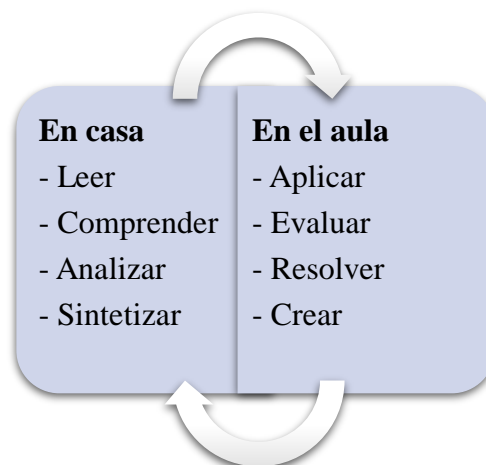 En casa
- Leer
- Comprender
- Analizar
- Sintetizar
En el aula
- Aplicar
- Evaluar
- Resolver
- Crear